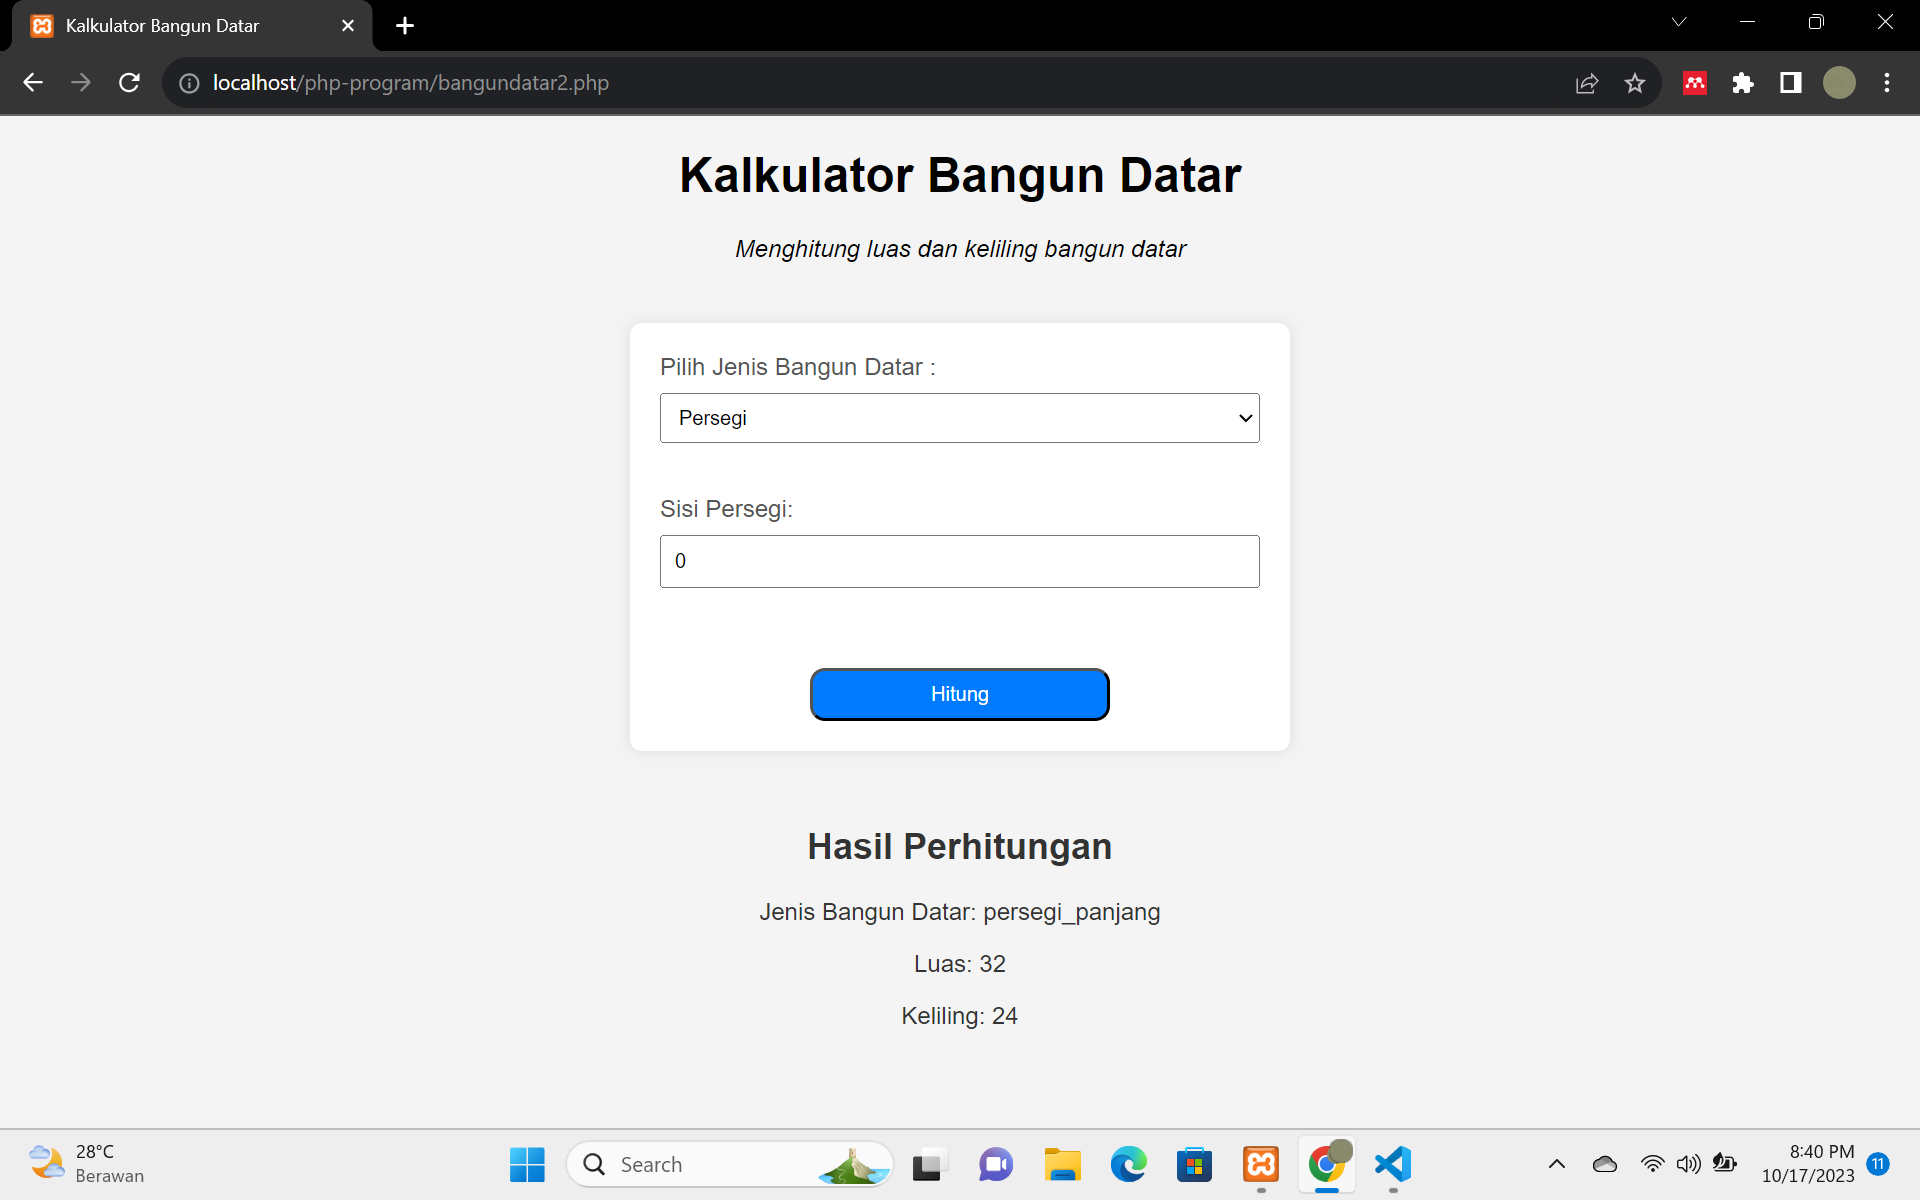 Kalkulator Bangun Datar
localhost/php-program/bangundatar2.php
Kalkulator Bangun Datar
Menghitung luas dan keliling bangun datar
Pilih Jenis Bangun Datar :
Persegi
Sisi Persegi:
0
Hitung
Hasil Perhitungan
Jenis Bangun Datar: persegi_panjang
Luas: 32
Keliling: 24
28°C
Berawan
Search
8:40 PM
10/17/2023
11